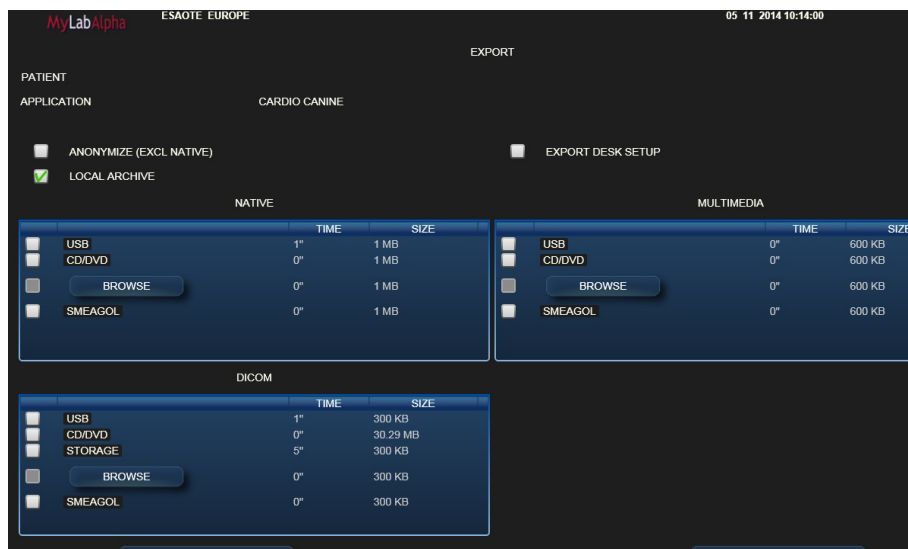 MyLabAlpha ESAOTE EUROPE 05 11 2014 10:14:00
EXPORT
PATIENT
APPLICATION CARDIO CANINE
ANONYMIZE (EXCL NATIVE) EXPORT DESK SETUP
LOCAL ARCHIVE
NATIVE MULTIMEDIA
TIME SIZE TIME SIZE
USB 1" 1 MB USB 0" 600 KB
CD/DVD 0" 1 MB CD/DVD 0" 600 KB
BROWSE 0" 1 MB BROWSE 0" 600 KB
SMEAGOL 0" 1 MB SMEAGOL 0" 600 KB
DICOM
TIME SIZE
USB 1" 300 KB
CD/DVD 0" 30.29 MB
STORAGE 5" 300 KB
BROWSE 0" 300 KB
SMEAGOL 0" 300 KB